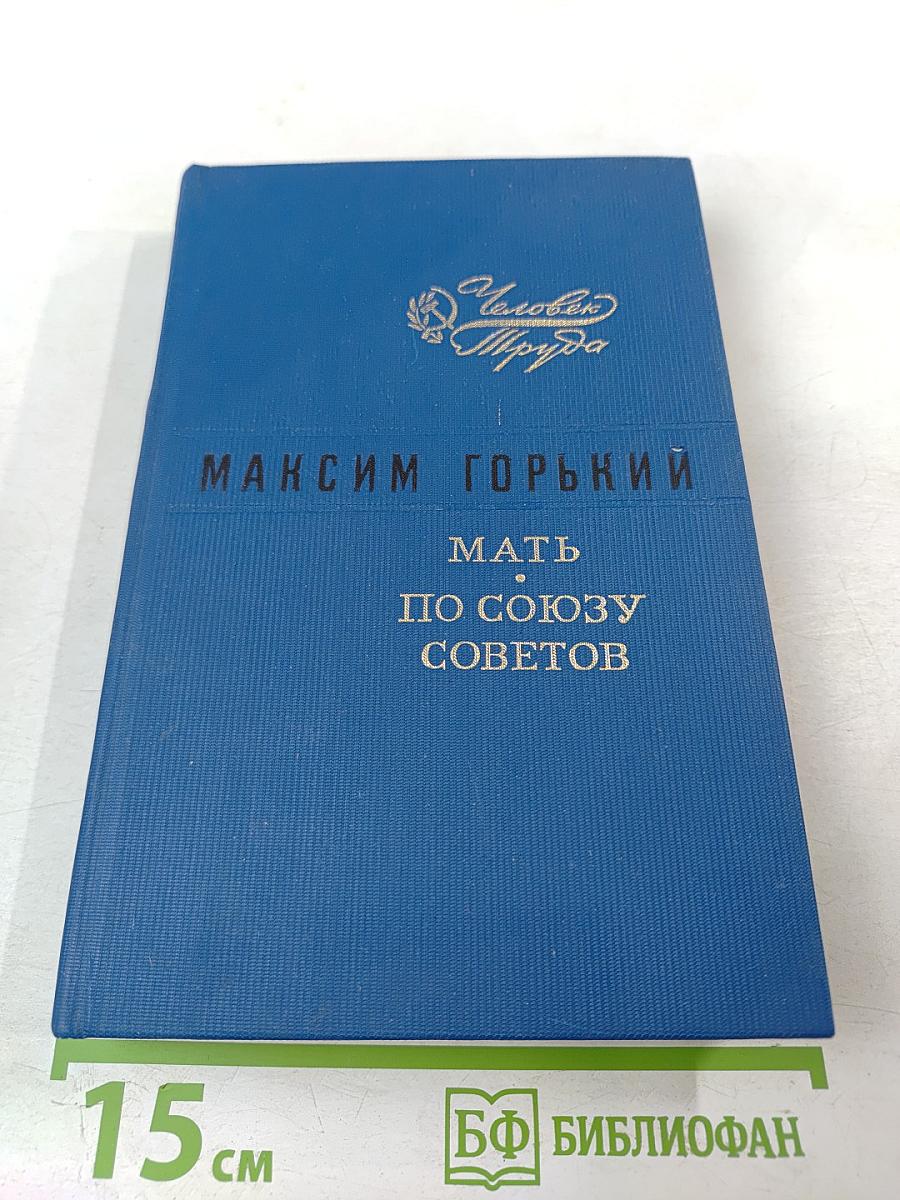 Человек
Труда
МАКСИМ ГОРЬКИЙ
МАТЬ
•
ПО СОЮЗУ
СОВЕТОВ
15 см
БФ БИБЛИОФАН